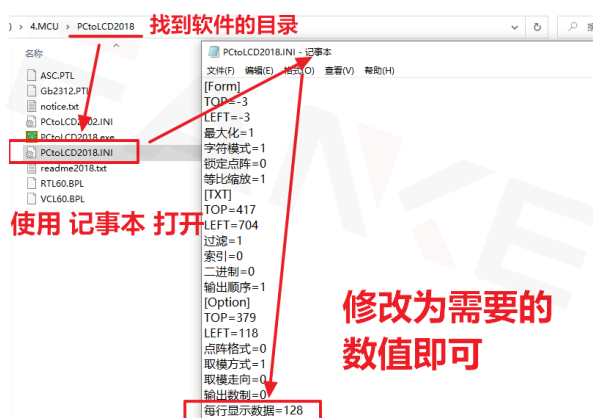 4.MCU > PCtoLCD2018
找到软件的目录
名称
ASC.PTL
Gb2312.PTL
notice.txt
PCtoLCD2002.INI
PCtoLCD2018.exe
PCtoLCD2018.INI
readme2018.txt
RTL60.BPL
VCL60.BPL
使用 记事本 打开
PCtoLCD2018.INI - 记事本
文件(F) 编辑(E) 格式(O) 查看(V) 帮助(H)
[Form]
TOP=-3
LEFT=-3
最大化=1
字符模式=1
锁定点阵=0
等比缩放=1
[TXT]
TOP=417
LEFT=704
过滤=1
索引=0
二进制=0
输出顺序=1
[Option]
TOP=379
LEFT=118
点阵格式=0
取模方式=1
取模走向=0
输出数制=0
每行显示数据=128
修改为需要的
数值即可